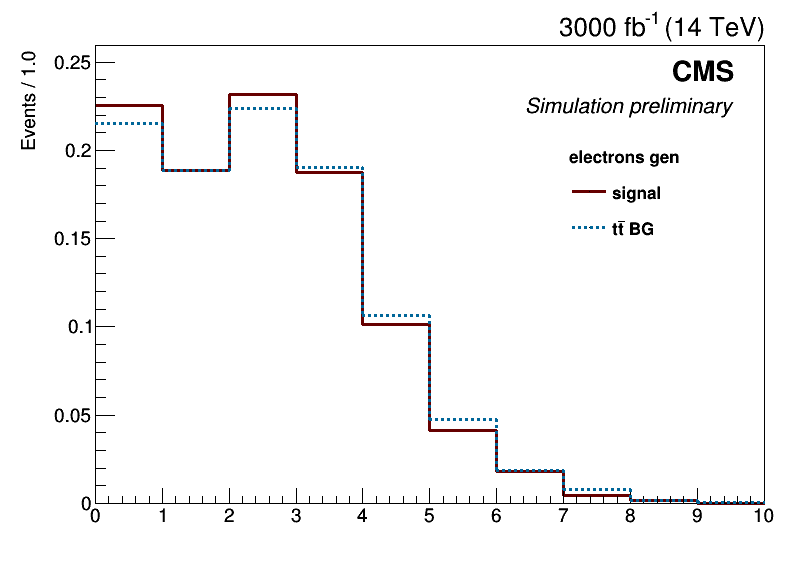 3000 fb⁻¹ (14 TeV)
Events / 1.0
0.25
0.2
0.15
0.1
0.05
0
CMS
Simulation preliminary
electrons gen
signal
tt̄ BG
0 1 2 3 4 5 6 7 8 9 10